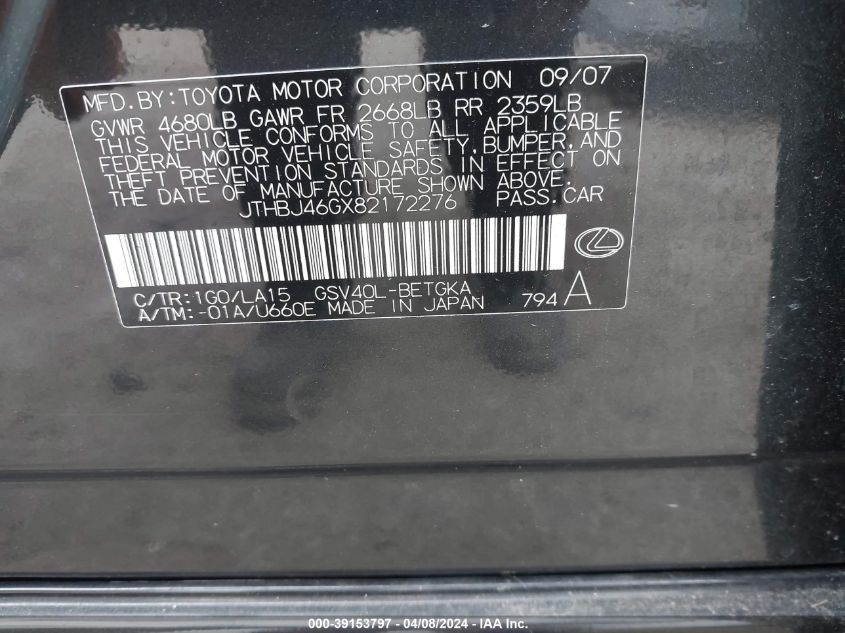 MFD.BY:TOYOTA MOTOR CORPORATION 09/07
GVWR 4680LB GAWR FR 2668LB RR 2359LB
THIS VEHICLE CONFORMS TO ALL APPLICABLE
FEDERAL MOTOR VEHICLE SAFETY,BUMPER,AND
THEFT PREVENTION STANDARDS IN EFFECT ON
THE DATE OF MANUFACTURE SHOWN ABOVE.
JTHBJ46GX82172276 PASS.CAR
C/TR:1G0/LA15 GSV40L-BETGKA
A/TM:-01A/U660E MADE IN JAPAN 794A
000-39153797 - 04/08/2024 - IAA Inc.